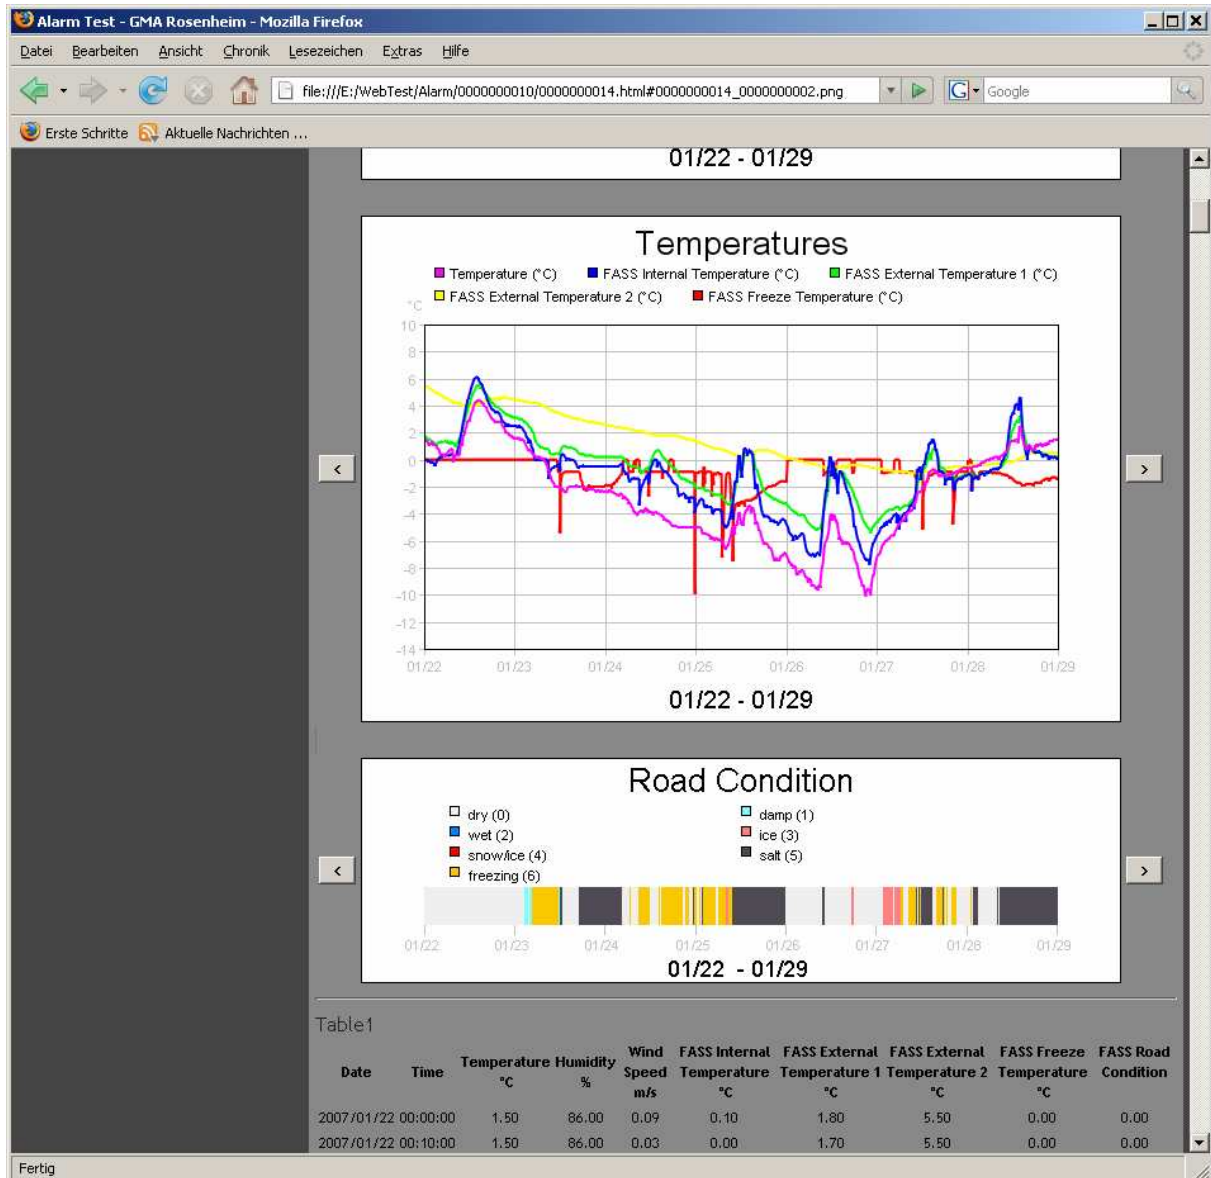 Alarm Test - GMA Rosenheim - Mozilla Firefox
Datei Bearbeiten Ansicht Chronik Lesezeichen Extras Hilfe
file:///E:/WebTest/Alarm/0000000010/0000000014.html#0000000014_0000000002.png
G Google
Erste Schritte Aktuelle Nachrichten ...
01/22 - 01/29
Temperatures
Temperature (°C) FASS Internal Temperature (°C) FASS External Temperature 1 (°C)
FASS External Temperature 2 (°C) FASS Freeze Temperature (°C)
°C
10
8
6
4
2
0
-2
-4
-6
-8
-10
-12
-14
01/22 01/23 01/24 01/25 01/26 01/27 01/28 01/29
01/22 - 01/29
< >
Road Condition
dry (0) damp (1)
wet (2) ice (3)
snow/ice (4) salt (5)
freezing (6)
< >
01/22 01/23 01/24 01/25 01/26 01/27 01/28 01/29
01/22 - 01/29
Table1
Date Time Temperature °C Humidity % Wind Speed m/s FASS Internal Temperature °C FASS External Temperature 1 °C FASS External Temperature 2 °C FASS Freeze Temperature °C FASS Road Condition
2007/01/22 00:00:00 1.50 86.00 0.09 0.10 1.80 5.50 0.00 0.00
2007/01/22 00:10:00 1.50 86.00 0.03 0.00 1.70 5.50 0.00 0.00
Fertig